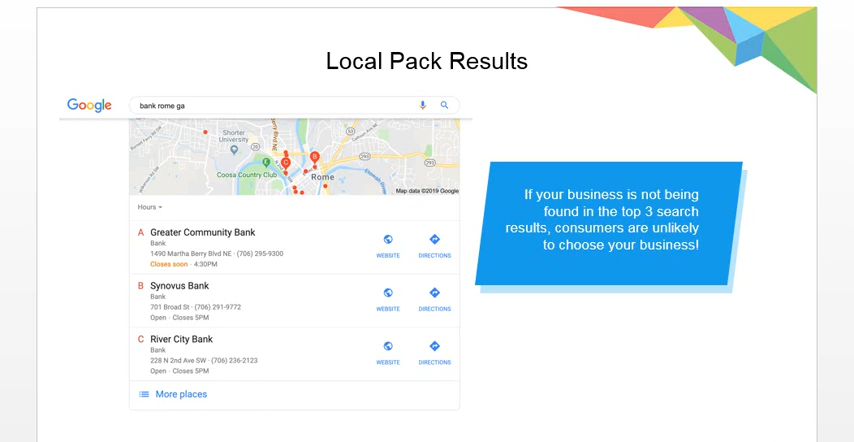 Local Pack Results
Google
bank rome ga
Shorter
University
Coosa Country Club
Rome
Map data ©2019 Google
Hours
A Greater Community Bank
Bank
1490 Martha Berry Blvd NE · (706) 295-9300
Closes soon · 4:30PM
WEBSITE DIRECTIONS
B Synovus Bank
Bank
701 Broad St · (706) 291-9772
Open · Closes 5PM
WEBSITE DIRECTIONS
C River City Bank
Bank
228 N 2nd Ave SW · (706) 236-2123
Open · Closes 5PM
WEBSITE DIRECTIONS
More places
If your business is not being
found in the top 3 search
results, consumers are unlikely
to choose your business!